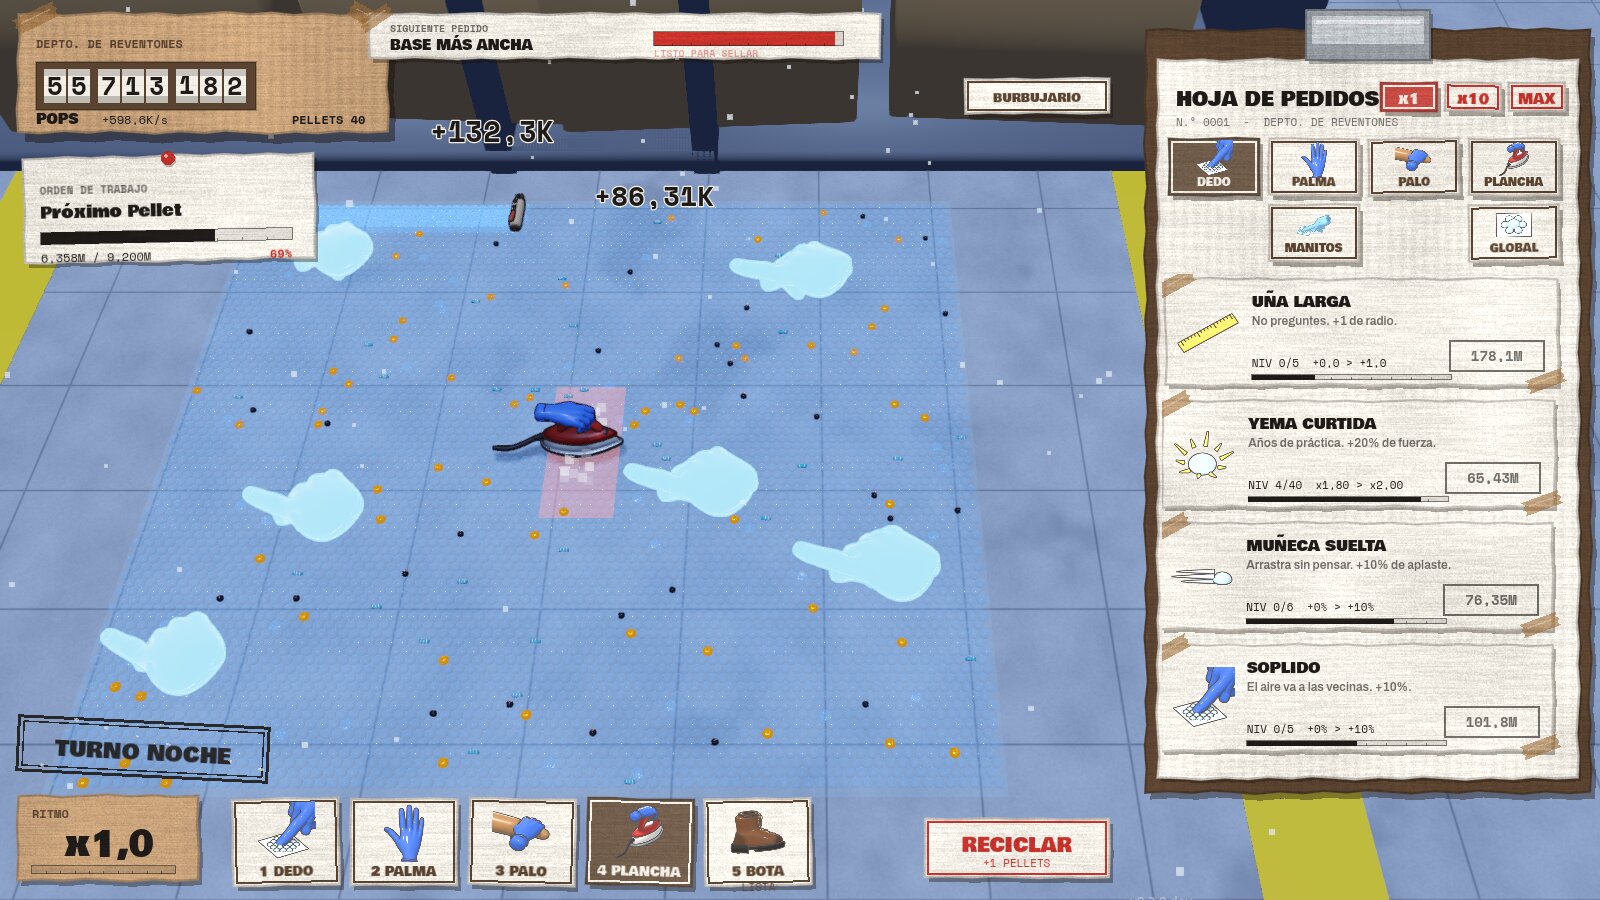 DEPTO. DE REVENTONES
55 713 182
POPS +598,6K/s PELLETS 40
SIGUIENTE PEDIDO
BASE MÁS ANCHA
LISTO PARA SELLAR
BURBUJARIO
+132,3K
+86,31K
ORDEN DE TRABAJO
Próximo Pellet
6,358M / 9,200M 69%
HOJA DE PEDIDOS x1 x10 MAX
N.° 0001 - DEPTO. DE REVENTONES
DEDO PALMA PALO PLANCHA
MANITOS GLOBAL
UÑA LARGA
No preguntes. +1 de radio.
NIV 0/5 +0,0 > +1,0 178,1M
YEMA CURTIDA
Años de práctica. +20% de fuerza.
NIV 4/40 x1,80 > x2,00 65,43M
MUÑECA SUELTA
Arrastra sin pensar. +10% de aplaste.
NIV 0/6 +0% > +10% 76,35M
SOPLIDO
El aire va a las vecinas. +10%.
NIV 0/5 +0% > +10% 101,8M
TURNO NOCHE
RITMO
x1,0
1 DEDO 2 PALMA 3 PALO 4 PLANCHA 5 BOTA
LISTA
RECICLAR
+1 PELLETS